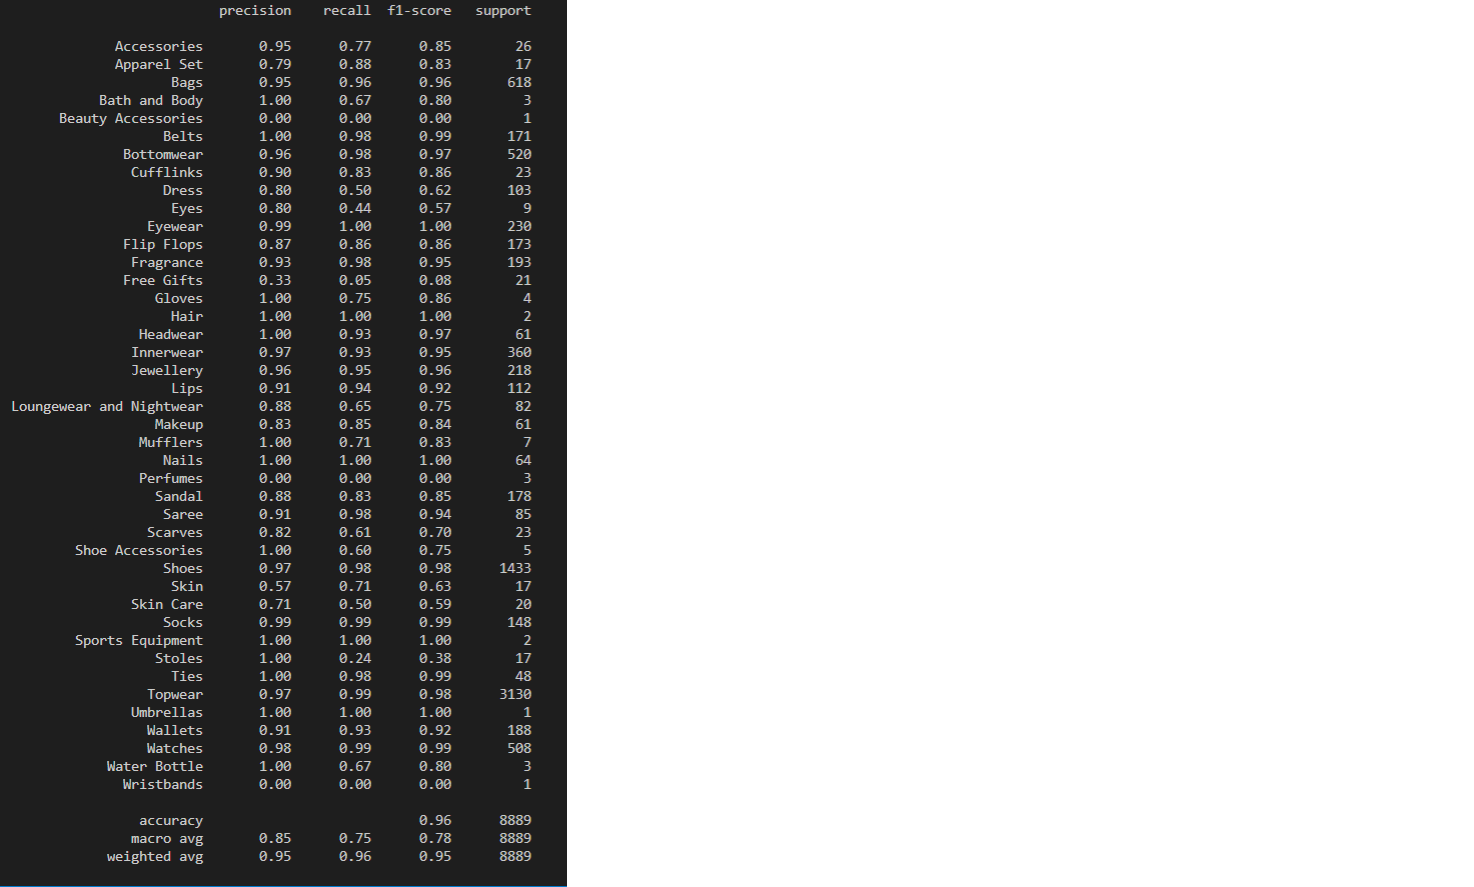 precision recall f1-score support
Accessories 0.95 0.77 0.85 26
Apparel Set 0.79 0.88 0.83 17
Bags 0.95 0.96 0.96 618
Bath and Body 1.00 0.67 0.80 3
Beauty Accessories 0.00 0.00 0.00 1
Belts 1.00 0.98 0.99 171
Bottomwear 0.96 0.98 0.97 520
Cufflinks 0.90 0.83 0.86 23
Dress 0.80 0.50 0.62 103
Eyes 0.80 0.44 0.57 9
Eyewear 0.99 1.00 1.00 230
Flip Flops 0.87 0.86 0.86 173
Fragrance 0.93 0.98 0.95 193
Free Gifts 0.33 0.05 0.08 21
Gloves 1.00 0.75 0.86 4
Hair 1.00 1.00 1.00 2
Headwear 1.00 0.93 0.97 61
Innerwear 0.97 0.93 0.95 360
Jewellery 0.96 0.95 0.96 218
Lips 0.91 0.94 0.92 112
Loungewear and Nightwear 0.88 0.65 0.75 82
Makeup 0.83 0.85 0.84 61
Mufflers 1.00 0.71 0.83 7
Nails 1.00 1.00 1.00 64
Perfumes 0.00 0.00 0.00 3
Sandal 0.88 0.83 0.85 178
Saree 0.91 0.98 0.94 85
Scarves 0.82 0.61 0.70 23
Shoe Accessories 1.00 0.60 0.75 5
Shoes 0.97 0.98 0.98 1433
Skin 0.57 0.71 0.63 17
Skin Care 0.71 0.50 0.59 20
Socks 0.99 0.99 0.99 148
Sports Equipment 1.00 1.00 1.00 2
Stoles 1.00 0.24 0.38 17
Ties 1.00 0.98 0.99 48
Topwear 0.97 0.99 0.98 3130
Umbrellas 1.00 1.00 1.00 1
Wallets 0.91 0.93 0.92 188
Watches 0.98 0.99 0.99 508
Water Bottle 1.00 0.67 0.80 3
Wristbands 0.00 0.00 0.00 1
accuracy 0.96 8889
macro avg 0.85 0.75 0.78 8889
weighted avg 0.95 0.96 0.95 8889